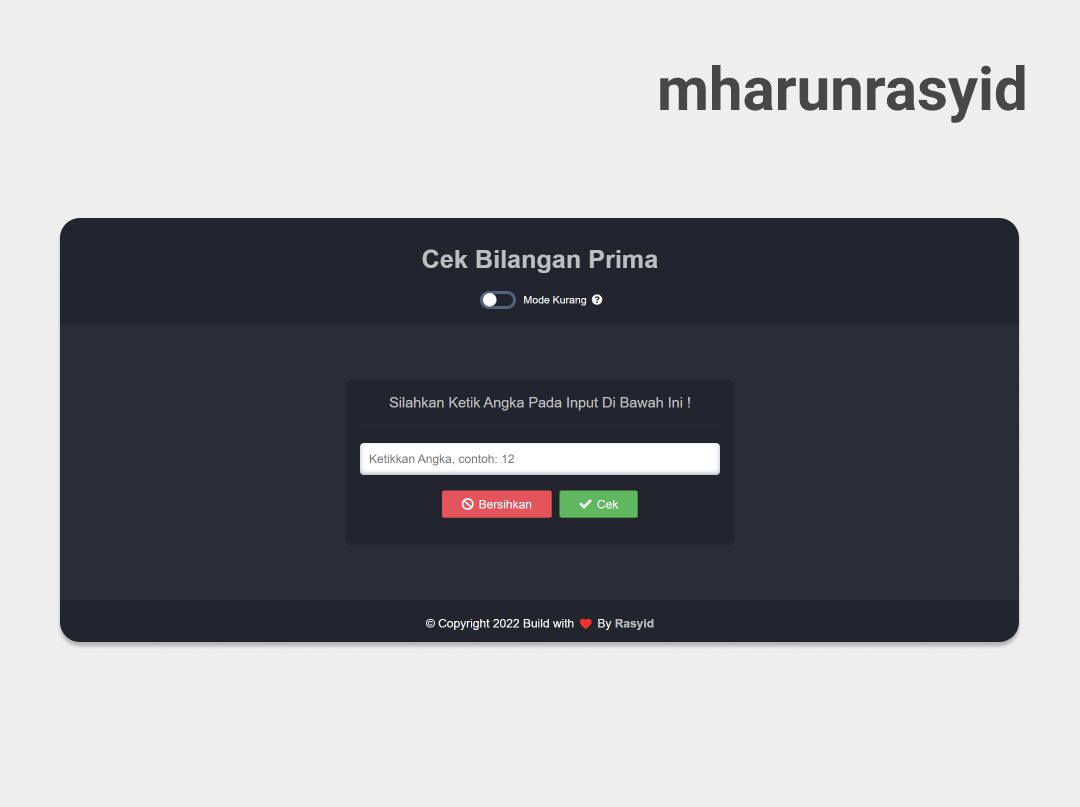 mharunrasyid
Cek Bilangan Prima
Mode Kurang ?
Silahkan Ketik Angka Pada Input Di Bawah Ini !
Ketikkan Angka, contoh: 12
Bersihkan Cek
© Copyright 2022 Build with ❤ By Rasyid